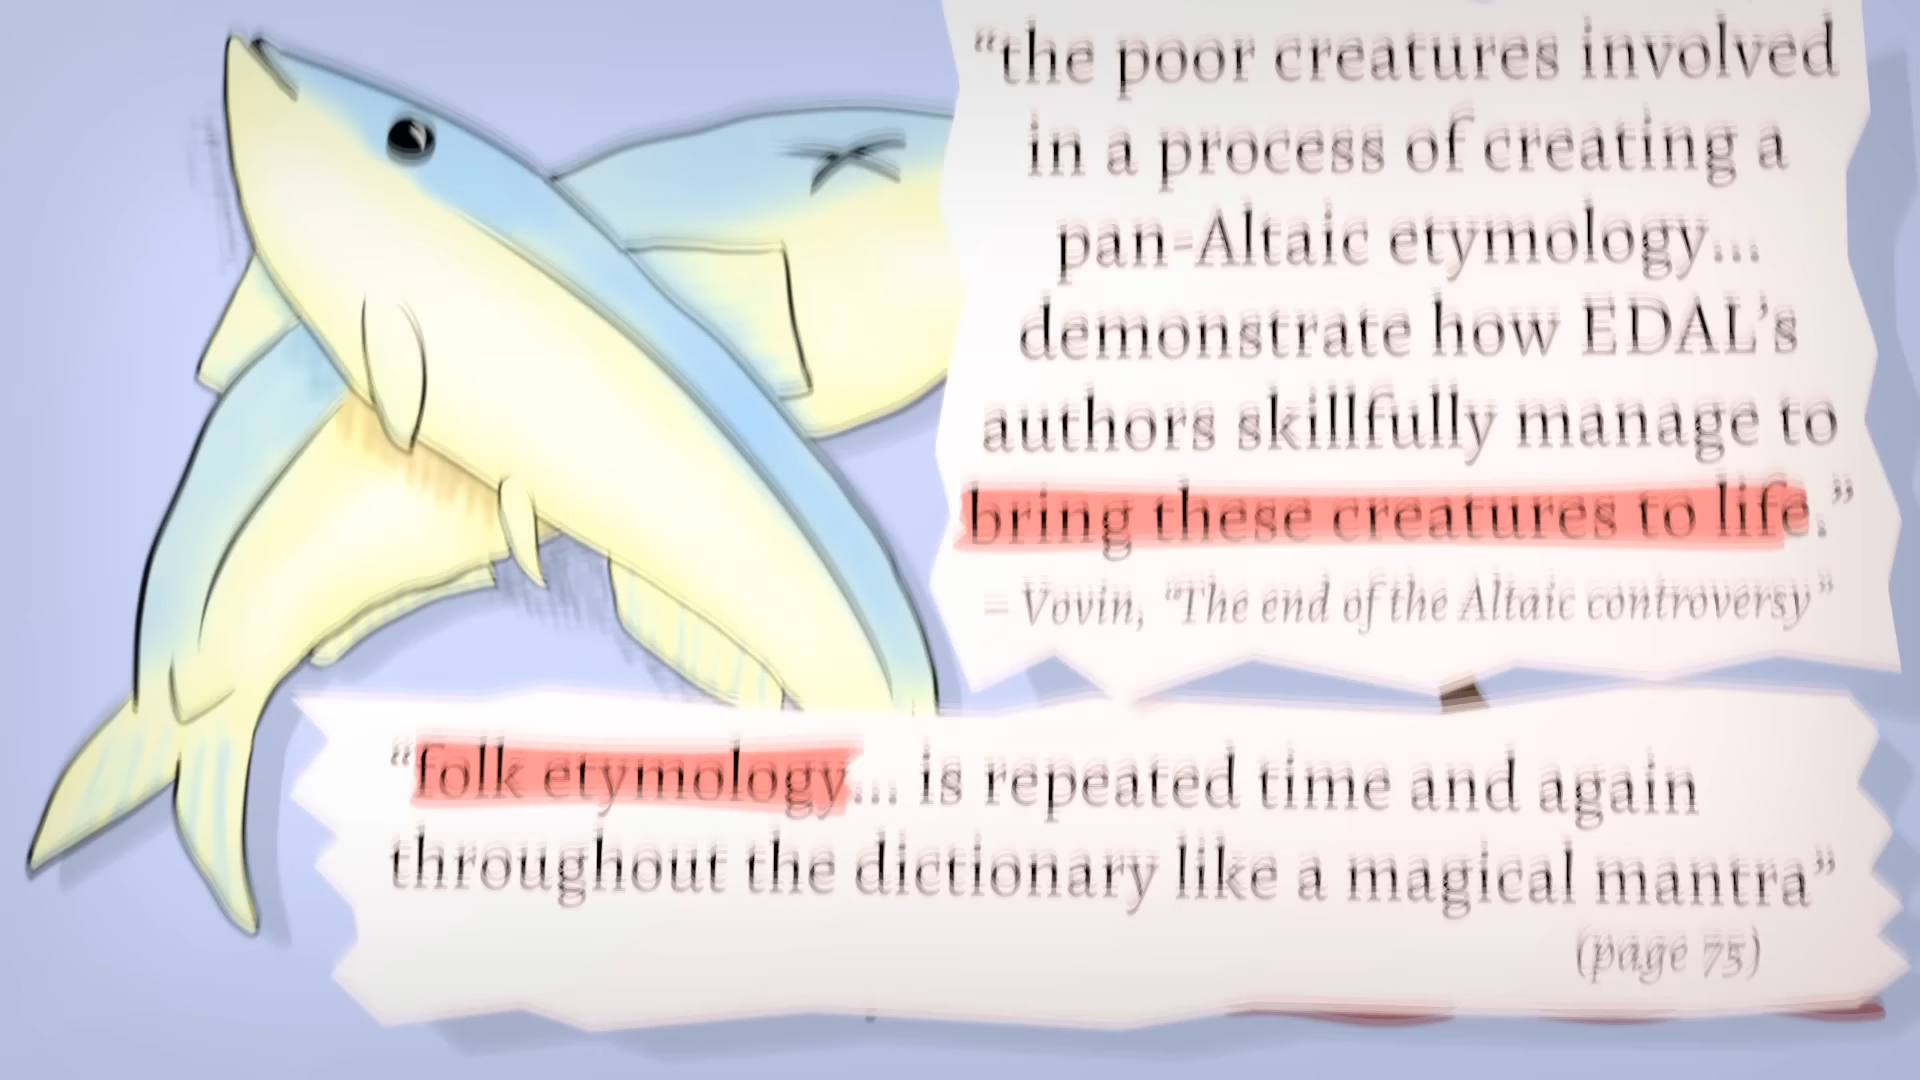 “the poor creatures involved
in a process of creating a
pan-Altaic etymology...
demonstrate how EDAL’s
authors skillfully manage to
bring these creatures to life.”
– Vovin, “The end of the Altaic controversy”
“folk etymology... is repeated time and again
throughout the dictionary like a magical mantra”
(page 75)